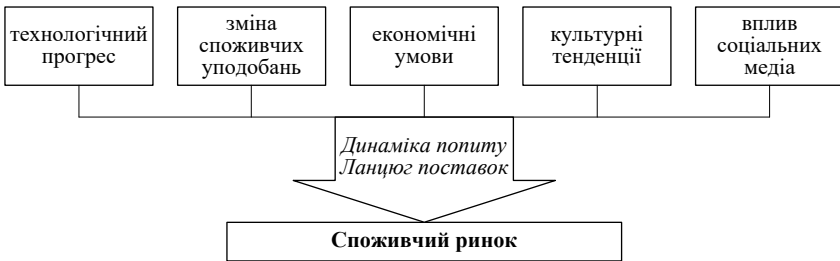 технологічний
прогрес
зміна
споживчих
уподобань
економічні
умови
культурні
тенденції
вплив
соціальних
медіа
Динаміка попиту
Ланцюг поставок
Споживчий ринок